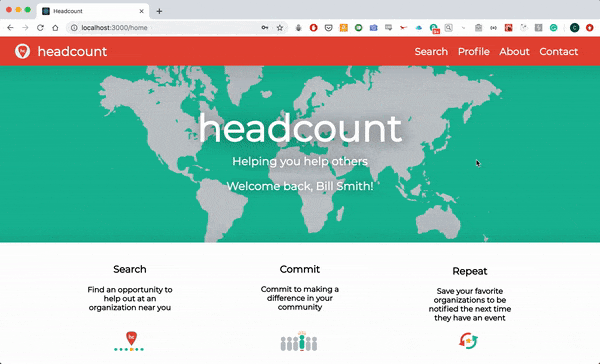 Headcount
localhost:3000/home
headcount
Search Profile About Contact
headcount
Helping you help others
Welcome back, Bill Smith!
Search
Find an opportunity to
help out at an
organization near you
Commit
Commit to making a
difference in your
community
Repeat
Save your favorite
organizations to be
notified the next time
they have an event